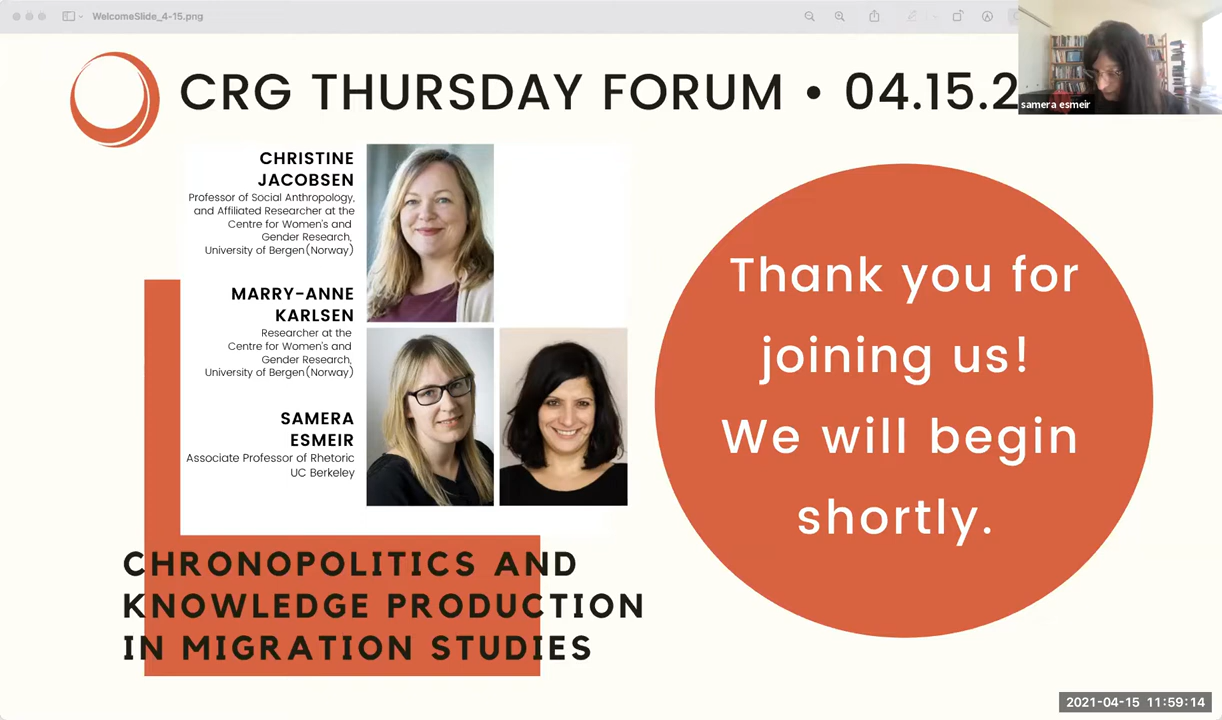 WelcomeSlide_4-15.png
CRG THURSDAY FORUM • 04.15.2
samera esmeir
CHRISTINE
JACOBSEN
Professor of Social Anthropology,
and Affiliated Researcher at the
Centre for Women's and
Gender Research,
University of Bergen(Norway)
MARRY-ANNE
KARLSEN
Researcher at the
Centre for Women's and
Gender Research,
University of Bergen(Norway)
SAMERA
ESMEIR
Associate Professor of Rhetoric
UC Berkeley
CHRONOPOLITICS AND
KNOWLEDGE PRODUCTION
IN MIGRATION STUDIES
Thank you for
joining us!
We will begin
shortly.
2021-04-15 11:59:14